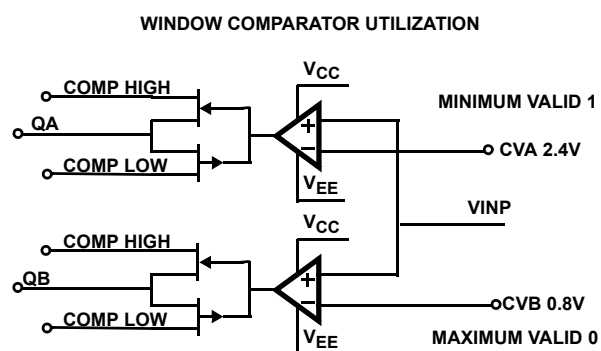 WINDOW COMPARATOR UTILIZATION
COMP HIGH
VCC
MINIMUM VALID 1
QA
+
−
CVA 2.4V
COMP LOW
VEE
VINP
COMP HIGH
VCC
QB
+
−
CVB 0.8V
COMP LOW
VEE
MAXIMUM VALID 0